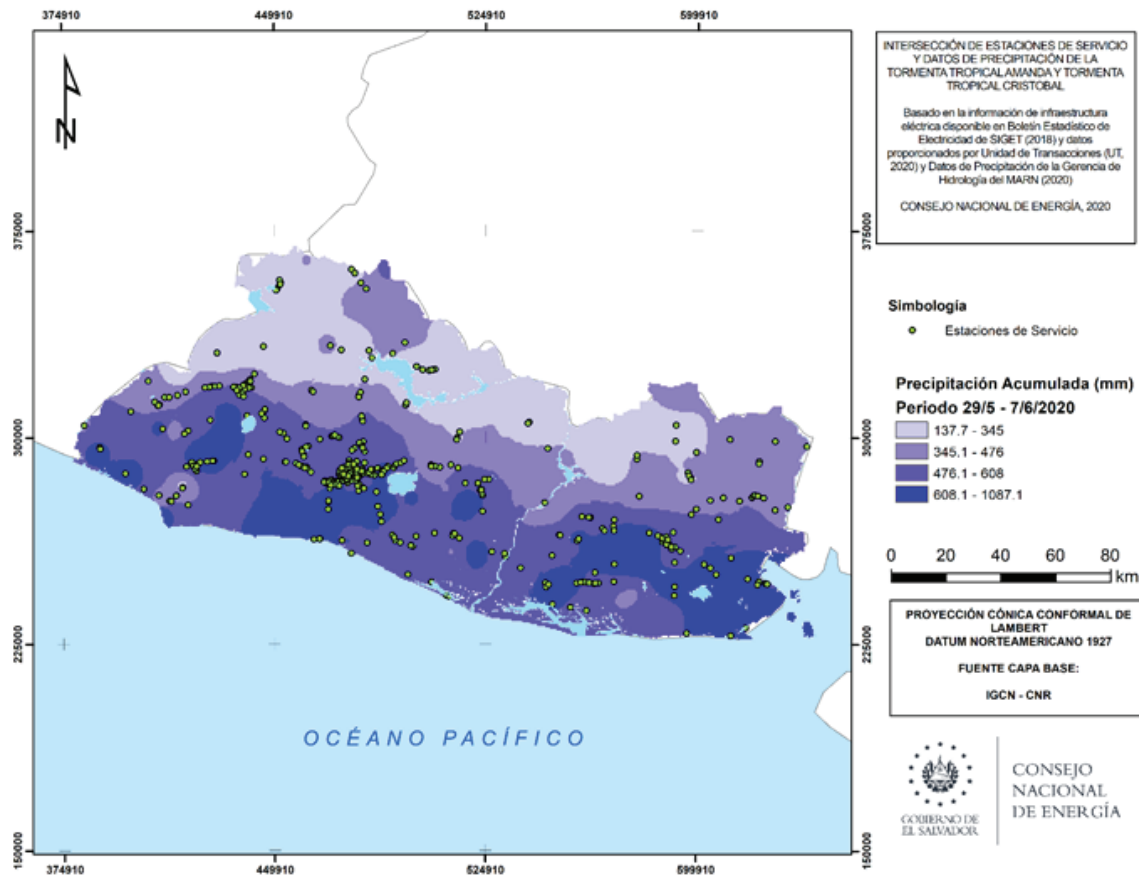 374910 449910 524910 599910
INTERSECCIÓN DE ESTACIONES DE SERVICIO
Y DATOS DE PRECIPITACIÓN DE LA
TORMENTA TROPICAL AMANDA Y TORMENTA
TROPICAL CRISTOBAL
Basado en la información de infraestructura
eléctrica disponible en Boletín Estadístico de
Electricidad de SIGET (2018) y datos
proporcionados por Unidad de Transacciones (UT,
2020) y Datos de Precipitación de la Gerencia de
Hidrología del MARN (2020)
CONSEJO NACIONAL DE ENERGÍA, 2020
N
375000 375000
Simbología
Estaciones de Servicio
Precipitación Acumulada (mm)
Periodo 29/5 - 7/6/2020
137.7 - 345
345.1 - 476
476.1 - 608
608.1 - 1087.1
300000 300000
0 20 40 60 80
km
PROYECCIÓN CÓNICA CONFORMAL DE
LAMBERT
DATUM NORTEAMERICANO 1927
FUENTE CAPA BASE:
IGCN - CNR
225000 225000
OCÉANO PACÍFICO
GOBIERNO DE
EL SALVADOR
CONSEJO
NACIONAL
DE ENERGÍA
150000 150000
374910 449910 524910 599910